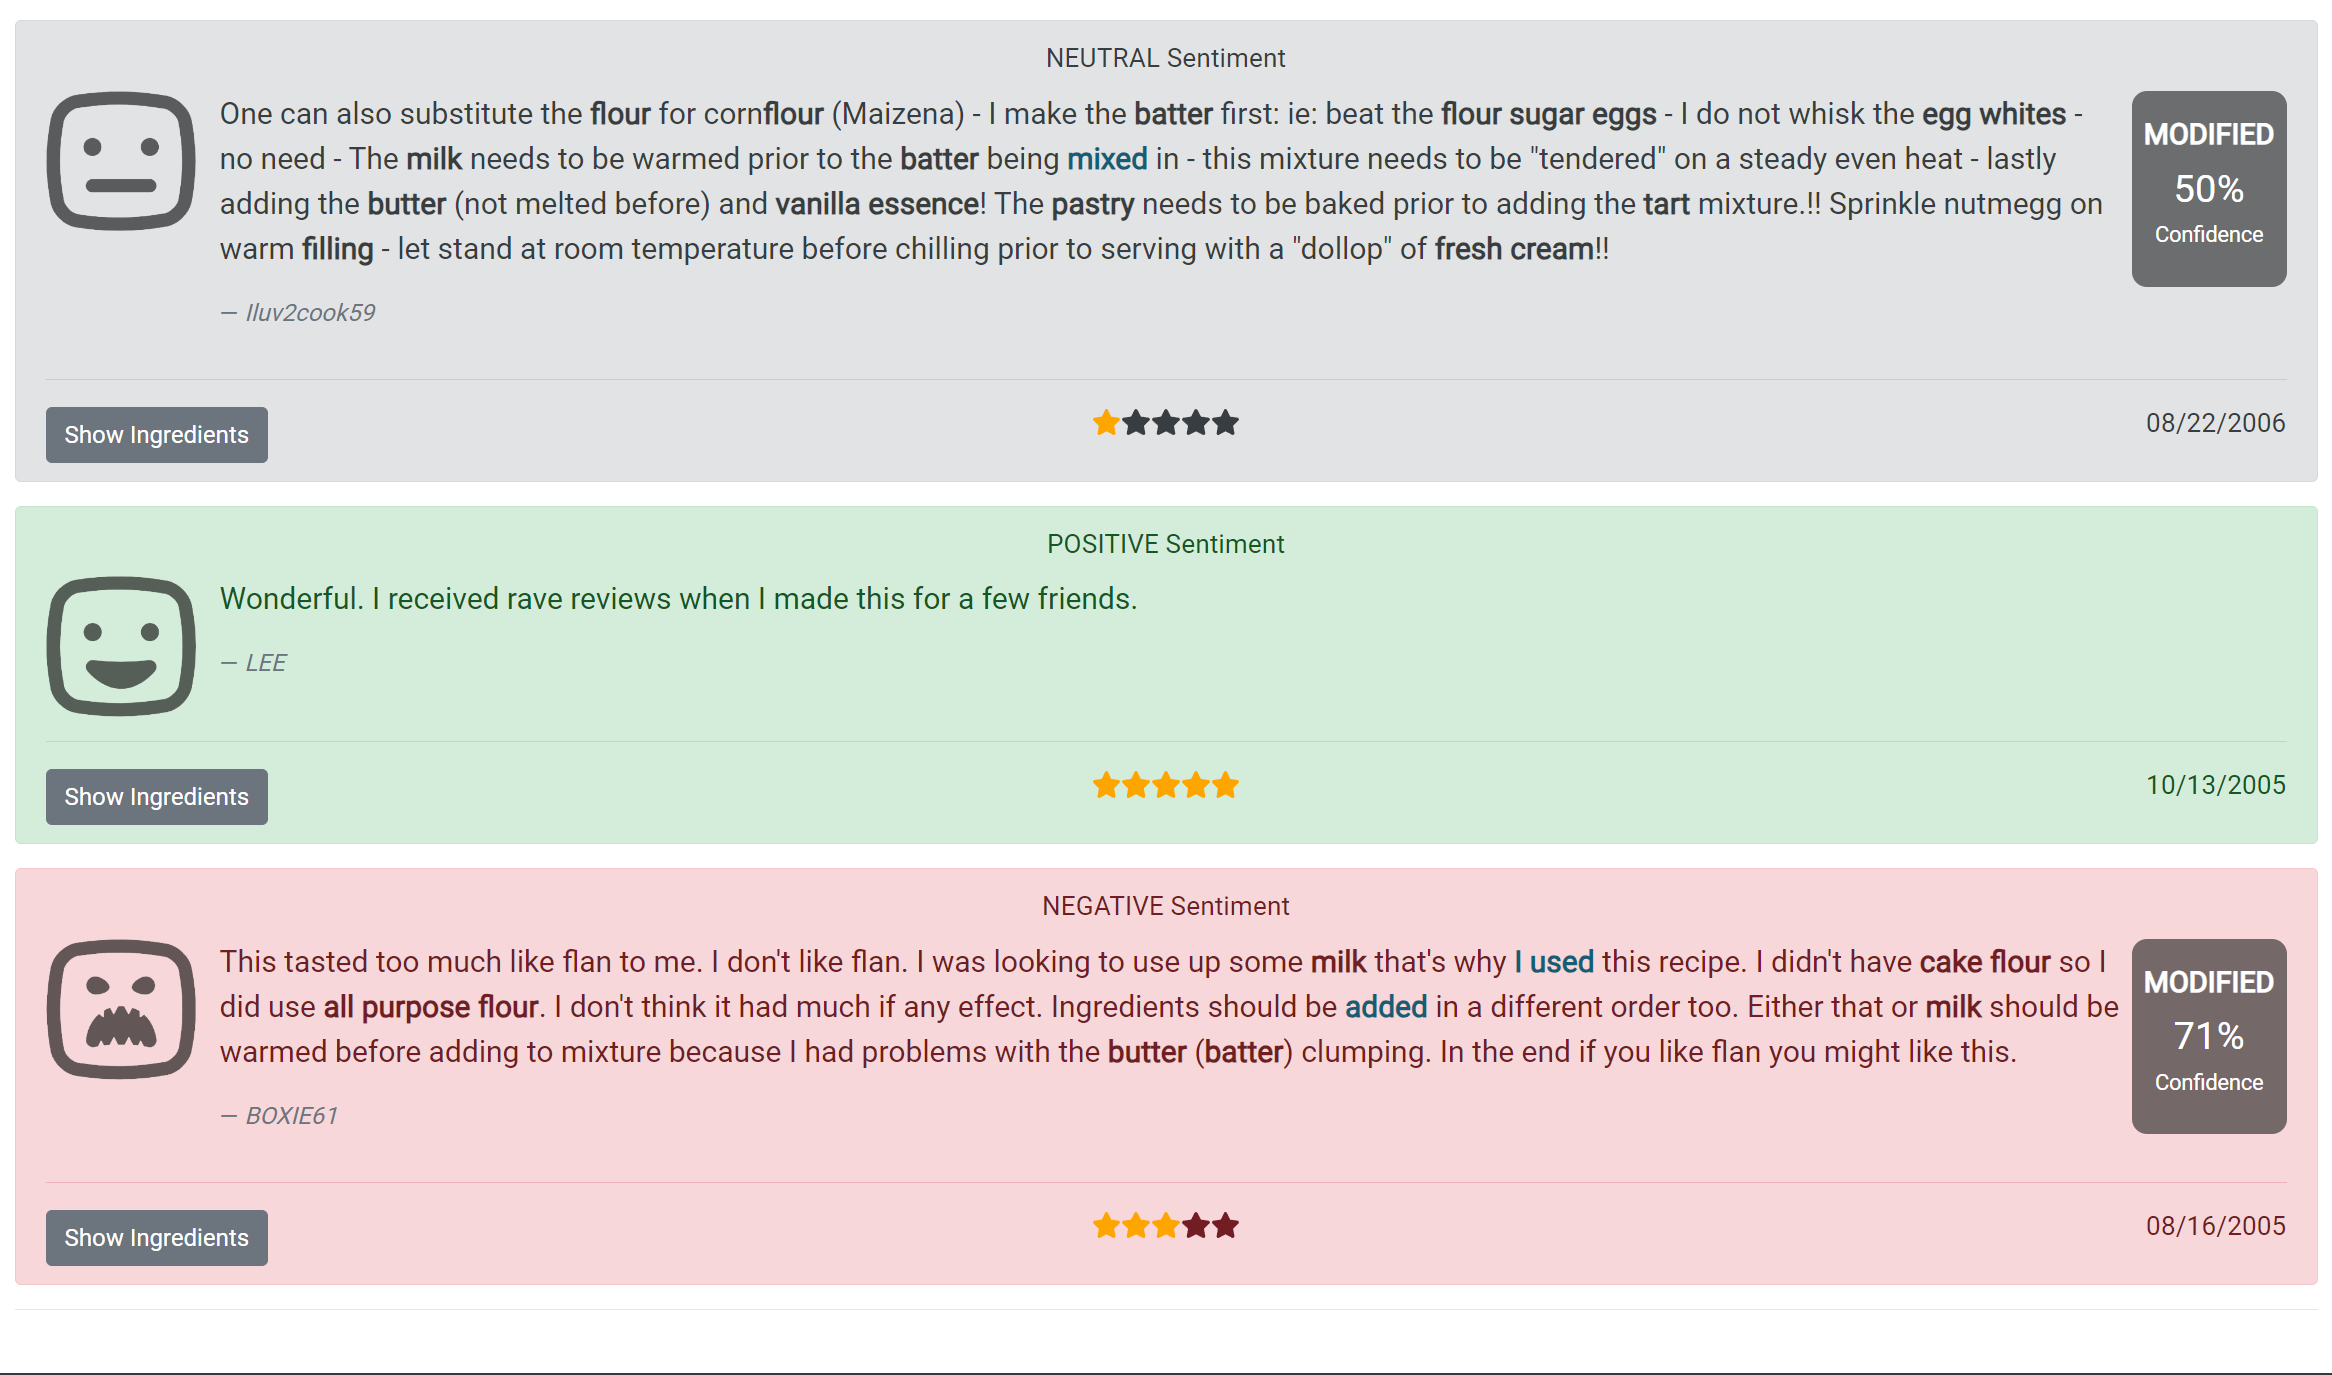 NEUTRAL Sentiment
One can also substitute the flour for cornflour (Maizena) - I make the batter first: ie: beat the flour sugar eggs - I do not whisk the egg whites -
no need - The milk needs to be warmed prior to the batter being mixed in - this mixture needs to be "tendered" on a steady even heat - lastly
adding the butter (not melted before) and vanilla essence! The pastry needs to be baked prior to adding the tart mixture.!! Sprinkle nutmegg on
warm filling - let stand at room temperature before chilling prior to serving with a "dollop" of fresh cream!!
MODIFIED
50%
Confidence
— Iluv2cook59
Show Ingredients
08/22/2006
POSITIVE Sentiment
Wonderful. I received rave reviews when I made this for a few friends.
— LEE
Show Ingredients
10/13/2005
NEGATIVE Sentiment
This tasted too much like flan to me. I don't like flan. I was looking to use up some milk that's why I used this recipe. I didn't have cake flour so I
did use all purpose flour. I don't think it had much if any effect. Ingredients should be added in a different order too. Either that or milk should be
warmed before adding to mixture because I had problems with the butter (batter) clumping. In the end if you like flan you might like this.
MODIFIED
71%
Confidence
— BOXIE61
Show Ingredients
08/16/2005